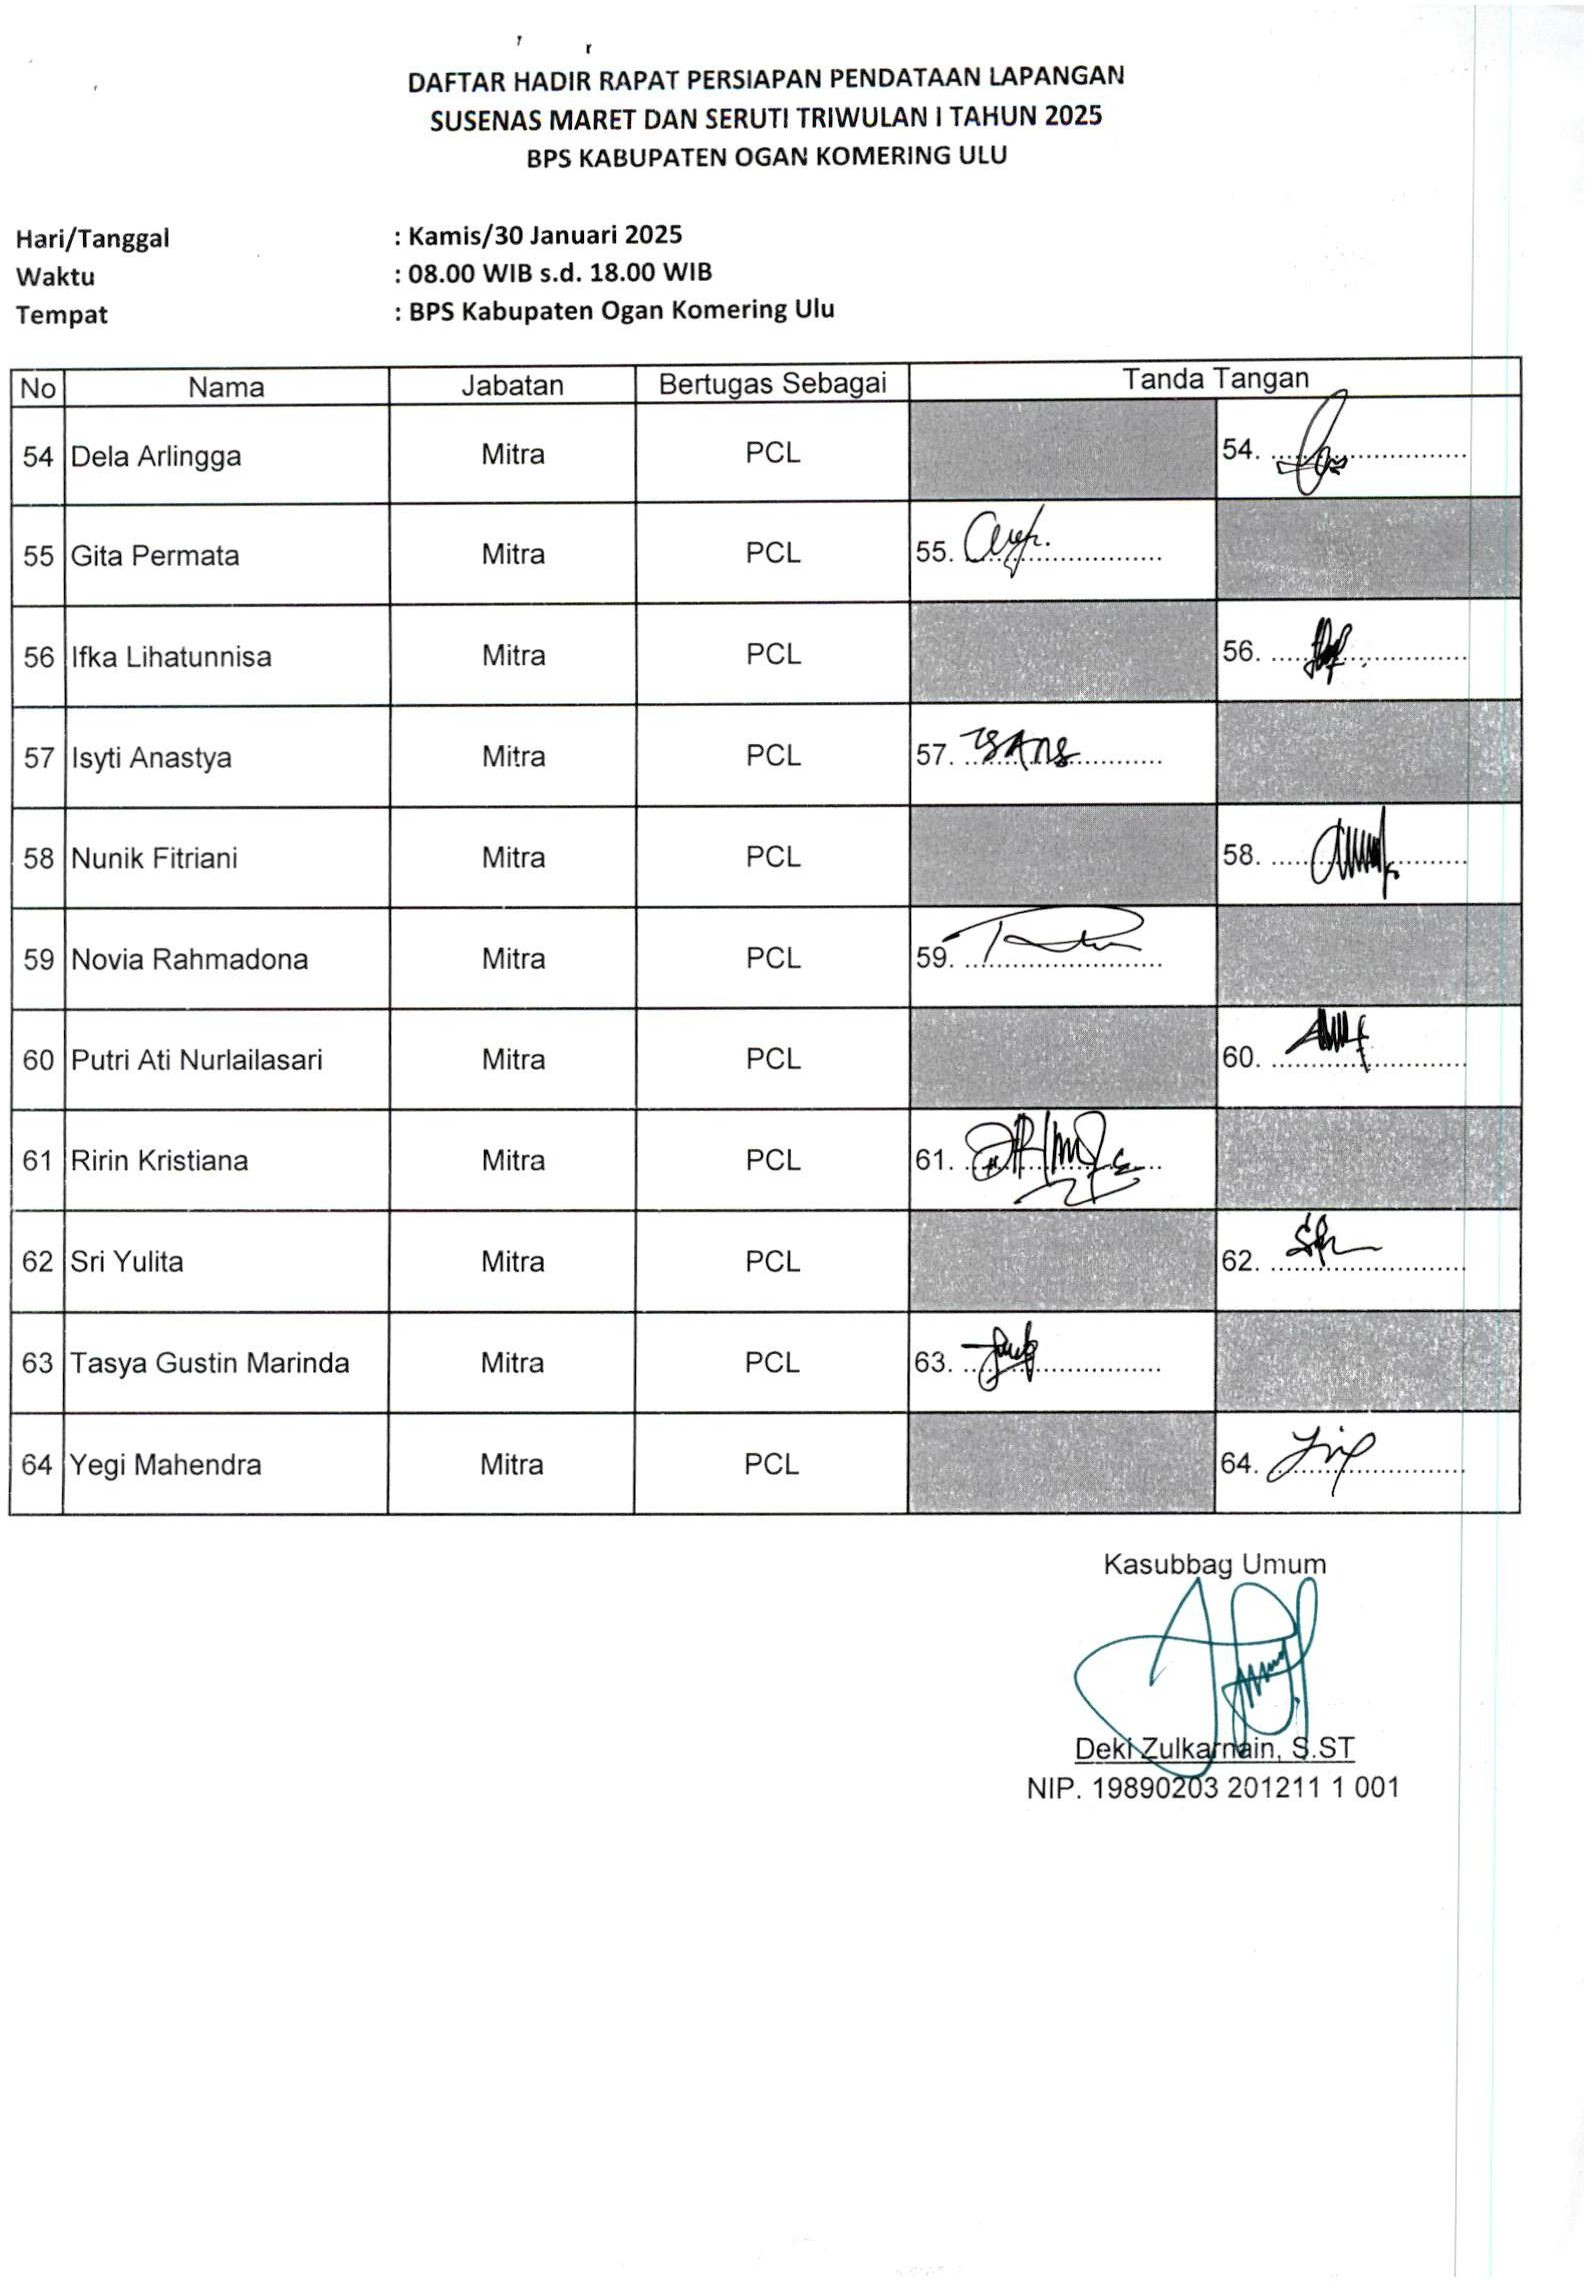 DAFTAR HADIR RAPAT PERSIAPAN PENDATAAN LAPANGAN
SUSENAS MARET DAN SERUTI TRIWULAN I TAHUN 2025
BPS KABUPATEN OGAN KOMERING ULU
Hari/Tanggal : Kamis/30 Januari 2025
Waktu : 08.00 WIB s.d. 18.00 WIB
Tempat : BPS Kabupaten Ogan Komering Ulu
No Nama Jabatan Bertugas Sebagai Tanda Tangan
54 Dela Arlingga Mitra PCL 54. ..........
55 Gita Permata Mitra PCL 55. ..........
56 Ifka Lihatunnisa Mitra PCL 56. ..........
57 Isyti Anastya Mitra PCL 57. ..........
58 Nunik Fitriani Mitra PCL 58. ..........
59 Novia Rahmadona Mitra PCL 59. ..........
60 Putri Ati Nurlailasari Mitra PCL 60. ..........
61 Ririn Kristiana Mitra PCL 61. ..........
62 Sri Yulita Mitra PCL 62. ..........
63 Tasya Gustin Marinda Mitra PCL 63. ..........
64 Yegi Mahendra Mitra PCL 64. ..........
Kasubbag Umum
Deki Zulkarnain, S.ST
NIP. 19890203 201211 1 001